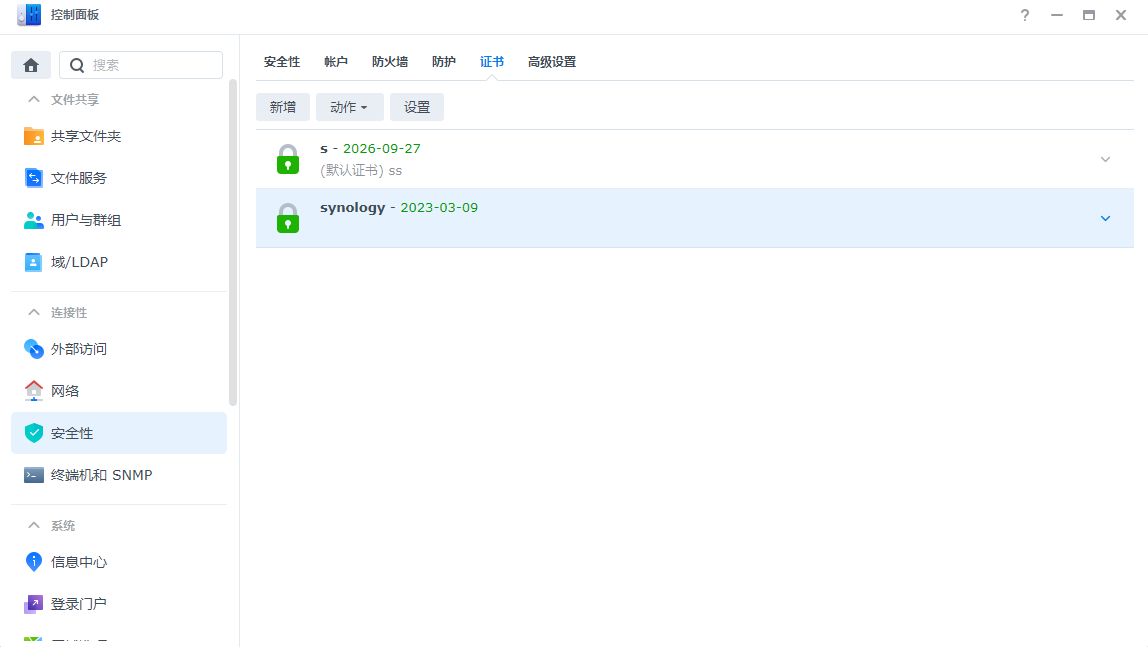 控制面板
?
搜索
文件共享
共享文件夹
文件服务
用户与群组
域/LDAP
连接性
外部访问
网络
安全性
终端机和 SNMP
系统
信息中心
登录门户
安全性 帐户 防火墙 防护 证书 高级设置
新增 动作 设置
s - 2026-09-27
(默认证书) ss
synology - 2023-03-09